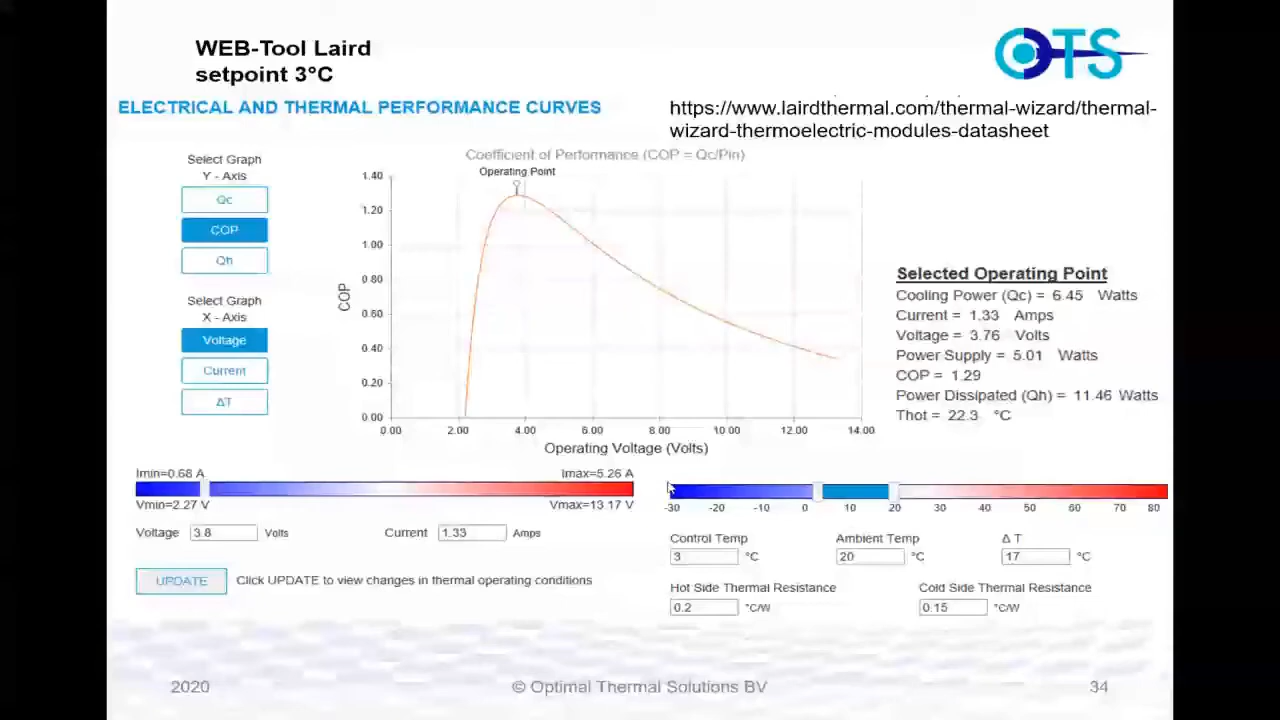 WEB-Tool Laird
setpoint 3°C
OTS
ELECTRICAL AND THERMAL PERFORMANCE CURVES
https://www.lairdthermal.com/thermal-wizard/thermal-
wizard-thermoelectric-modules-datasheet
Select Graph
Y - Axis
Qc
COP
Qh
Select Graph
X - Axis
Voltage
Current
ΔT
Coefficient of Performance (COP = Qc/Pin)
Operating Point
1.40
1.20
1.00
0.80
0.60
0.40
0.20
0.00
COP
0.00 2.00 4.00 6.00 8.00 10.00 12.00 14.00
Operating Voltage (Volts)
Selected Operating Point
Cooling Power (Qc) = 6.45 Watts
Current = 1.33 Amps
Voltage = 3.76 Volts
Power Supply = 5.01 Watts
COP = 1.29
Power Dissipated (Qh) = 11.46 Watts
Thot = 22.3 °C
Imin=0.68 A Imax=5.26 A
Vmin=2.27 V Vmax=13.17 V
Voltage 3.8 Volts Current 1.33 Amps
UPDATE Click UPDATE to view changes in thermal operating conditions
-30 -20 -10 0 10 20 30 40 50 60 70 80
Control Temp Ambient Temp Δ T
3 °C 20 °C 17 °C
Hot Side Thermal Resistance Cold Side Thermal Resistance
0.2 °C/W 0.15 °C/W
2020 © Optimal Thermal Solutions BV 34